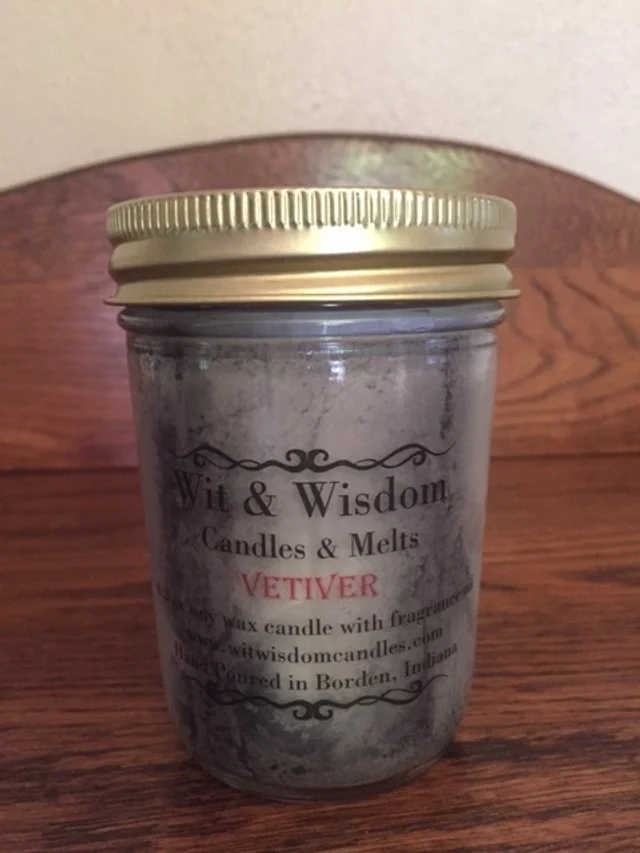 Wit & Wisdom
Candles & Melts
VETIVER
soy wax candle with fragrance
www.witwisdomcandles.com
Hand Poured in Borden, Indiana